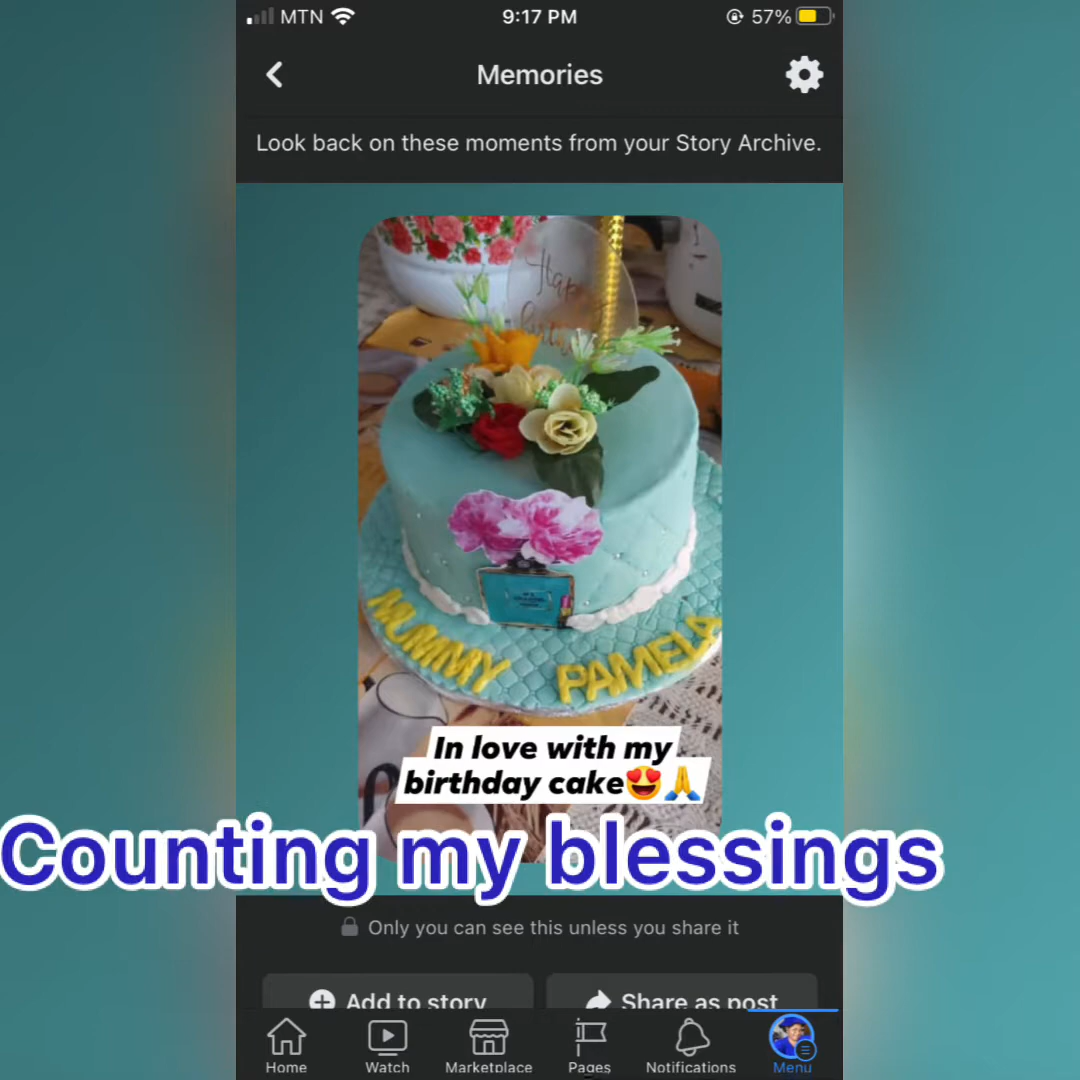 MTN 9:17 PM 57%
Memories
Look back on these moments from your Story Archive.
MUMMY PAMELA
In love with my
birthday cake😍🙏
Counting my blessings
Only you can see this unless you share it
Add to story Share as post
Home Watch Marketplace Pages Notifications Menu